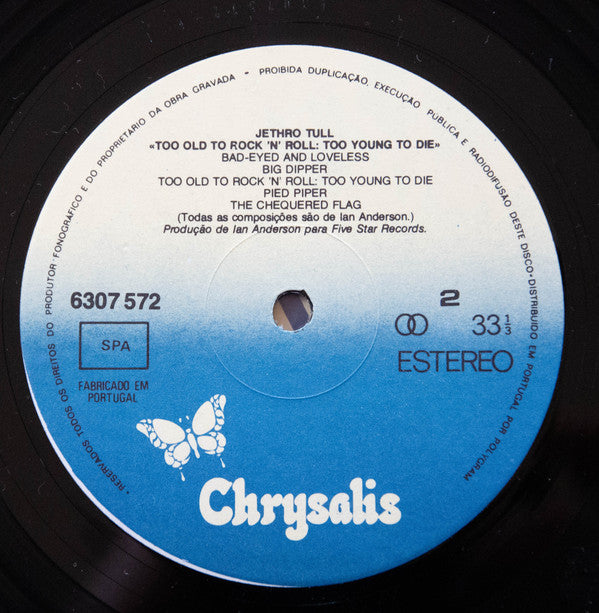 • RESERVADOS TODOS OS DIREITOS DO PRODUTOR FONOGRÁFICO E DO PROPRIETÁRIO DA OBRA GRAVADA • PROIBIDA DUPLICAÇÃO, EXECUÇÃO PÚBLICA E RADIODIFUSÃO DESTE DISCO • DISTRIBUIDO EM PORTUGAL POR POLYGRAM
JETHRO TULL
«TOO OLD TO ROCK 'N' ROLL: TOO YOUNG TO DIE»
BAD-EYED AND LOVELESS
BIG DIPPER
TOO OLD TO ROCK 'N' ROLL: TOO YOUNG TO DIE
PIED PIPER
THE CHEQUERED FLAG
(Todas as composições são de Ian Anderson.)
Produção de Ian Anderson para Five Star Records.
6307 572
2
SPA
33 1/3
ESTEREO
FABRICADO EM
PORTUGAL
Chrysalis